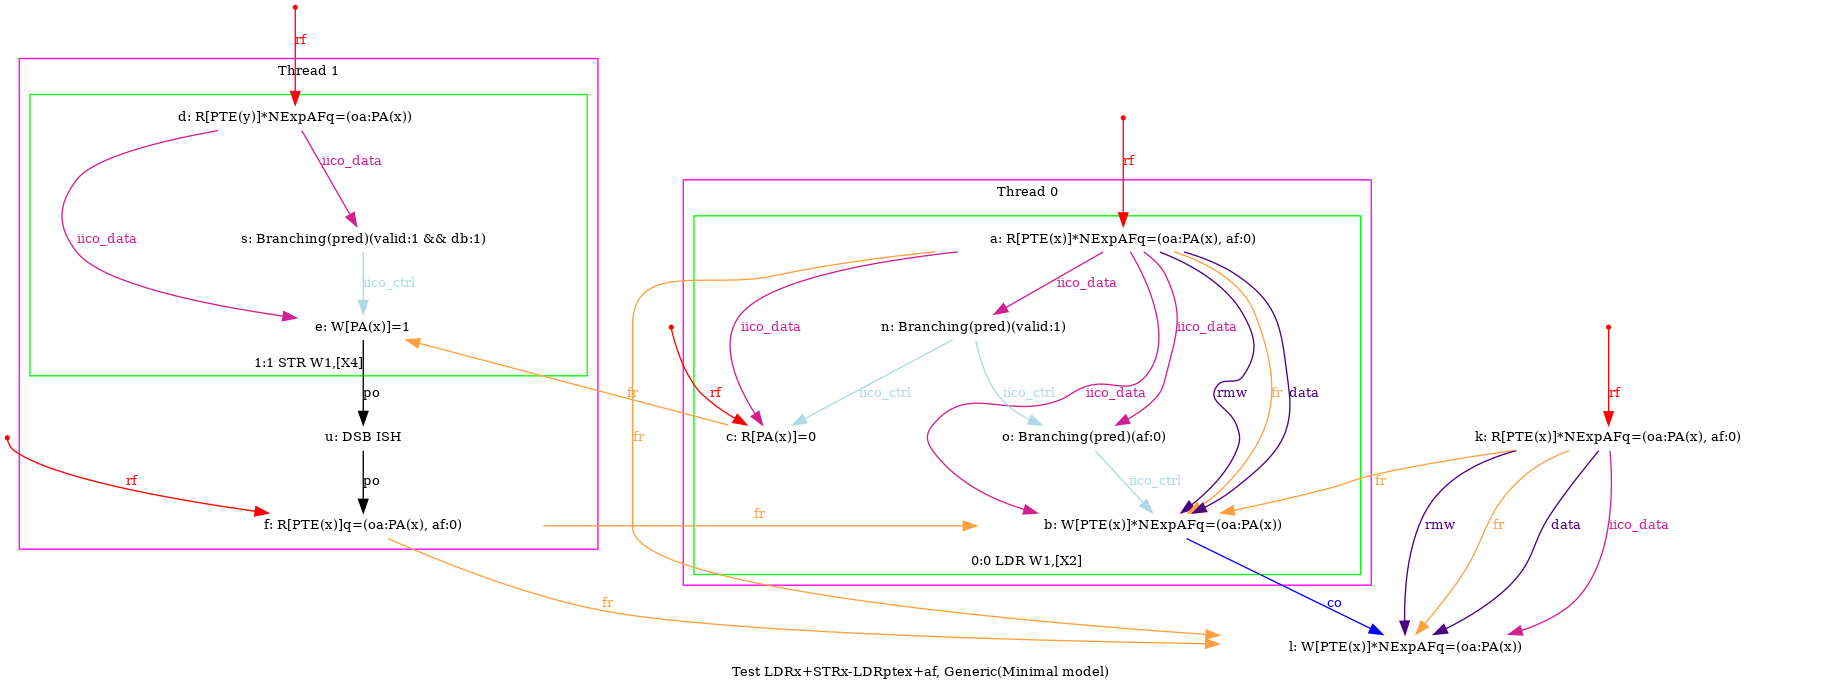 rf
Thread 1
d: R[PTE(y)]*NExpAFq=(oa:PA(x))
rf
iico_data
Thread 0
iico_data
s: Branching(pred)(valid:1 && db:1)
a: R[PTE(x)]*NExpAFq=(oa:PA(x), af:0)
iico_ctrl
iico_data
e: W[PA(x)]=1
iico_data
n: Branching(pred)(valid:1)
iico_data
1:1 STR W1,[X4]
po
fr
rf
iico_ctrl
iico_ctrl
iico_data
rmw
fr
data
rf
u: DSB ISH
fr
c: R[PA(x)]=0
o: Branching(pred)(af:0)
k: R[PTE(x)]*NExpAFq=(oa:PA(x), af:0)
rf
po
iico_ctrl
fr
f: R[PTE(x)]q=(oa:PA(x), af:0)
fr
b: W[PTE(x)]*NExpAFq=(oa:PA(x))
rmw
fr
data
iico_data
0:0 LDR W1,[X2]
fr
co
l: W[PTE(x)]*NExpAFq=(oa:PA(x))
Test LDRx+STRx-LDRptex+af, Generic(Minimal model)